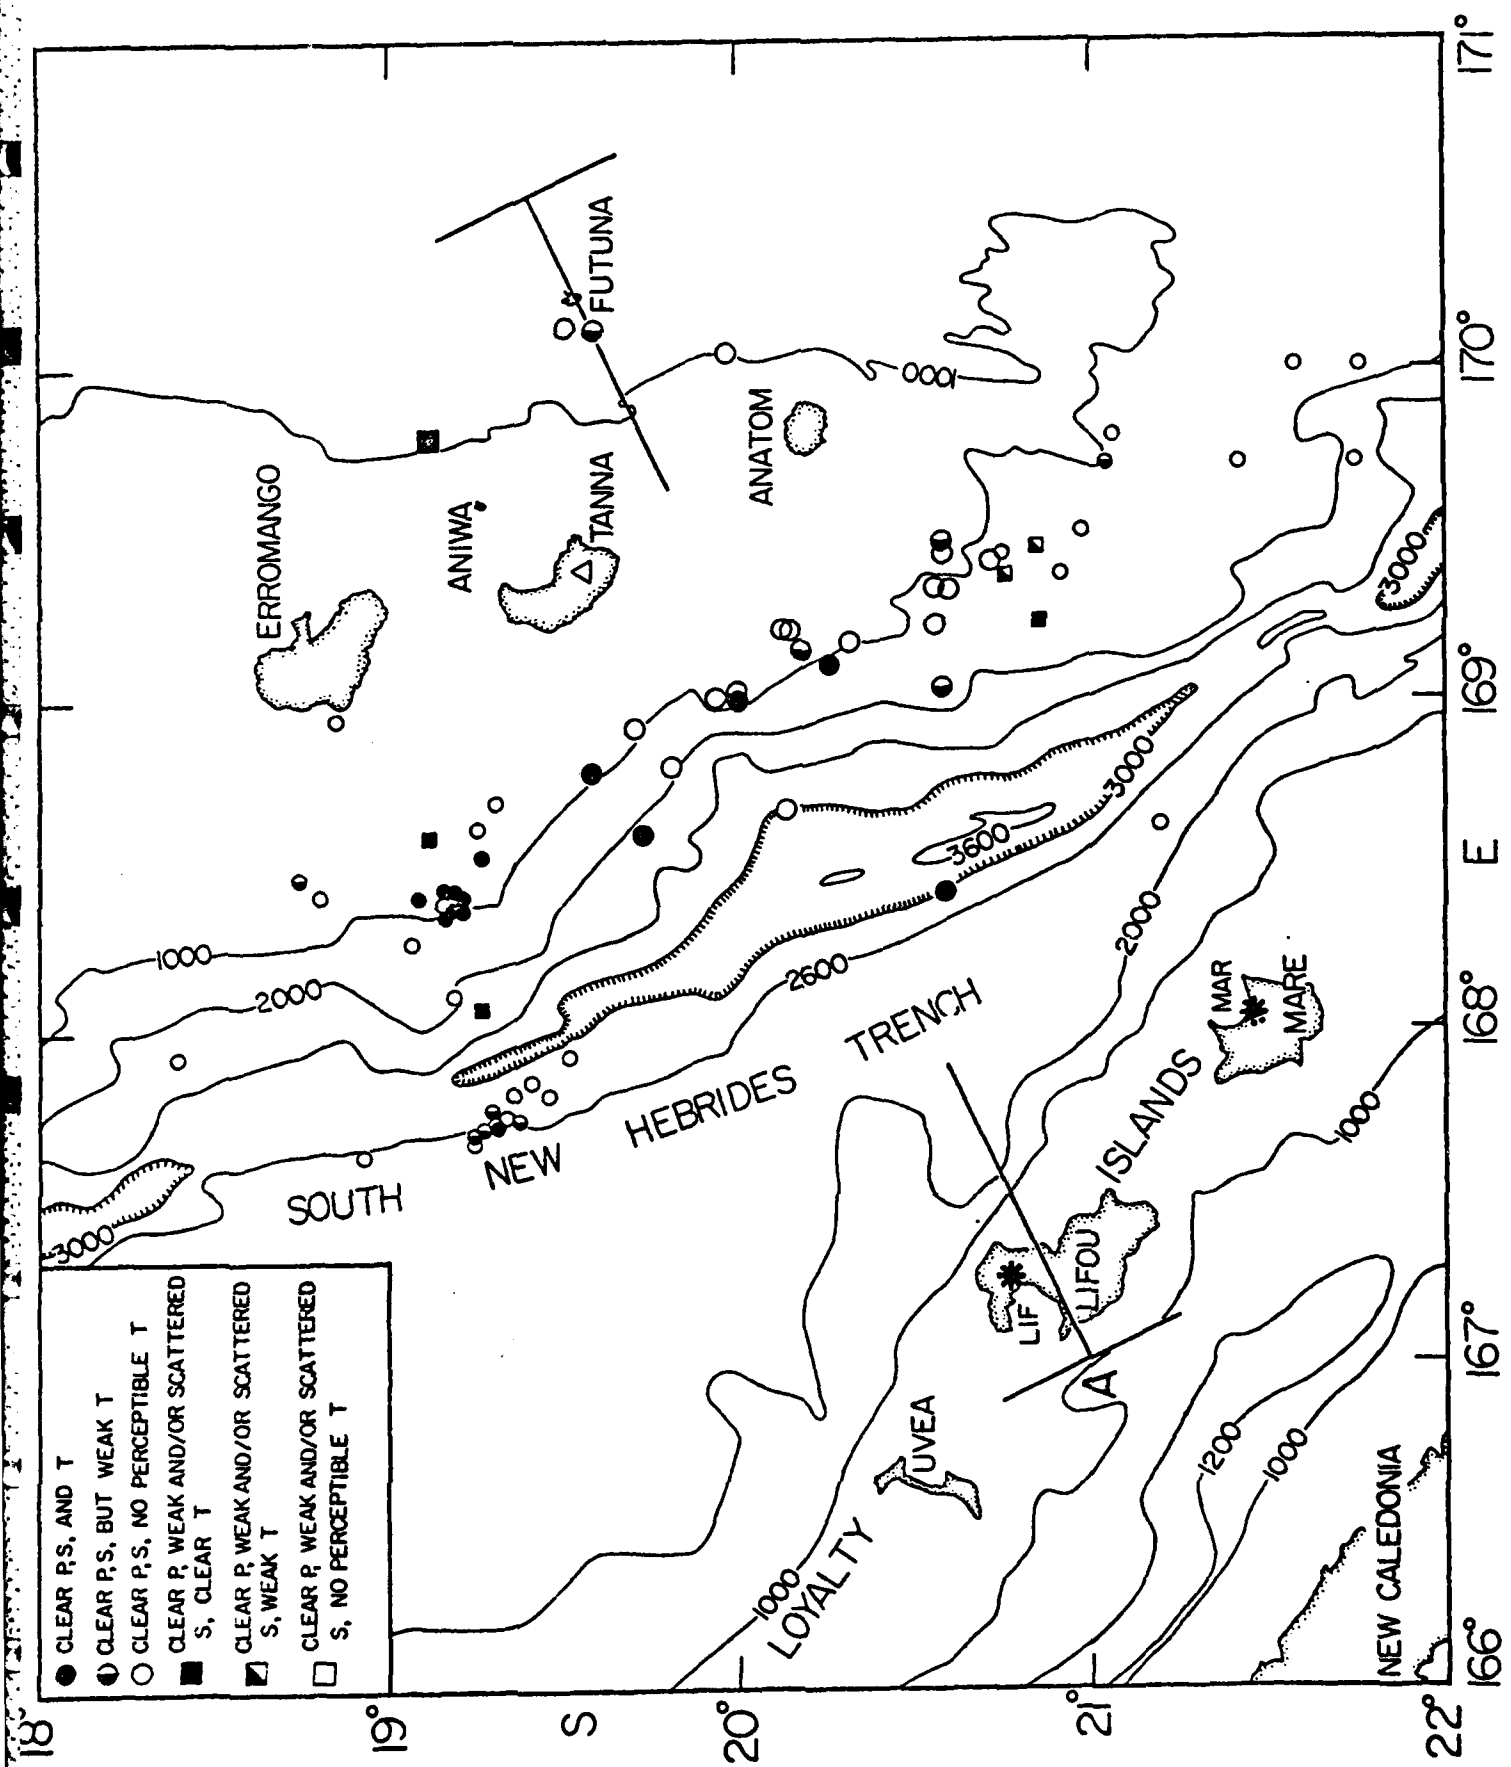 ● CLEAR P,S, AND T
◐ CLEAR P,S, BUT WEAK T
○ CLEAR P,S, NO PERCEPTIBLE T
■ CLEAR P, WEAK AND/OR SCATTERED
S, CLEAR T
CLEAR P, WEAK AND/OR SCATTERED
S, WEAK T
□ CLEAR P, WEAK AND/OR SCATTERED
S, NO PERCEPTIBLE T
18°
19°
S
20°
21°
22°
166°
167°
168°
E
169°
170°
171°
ERROMANGO
ANIWA
TANNA
FUTUNA
ANATOM
1000
2000
3000
1000
3000
3600
3000
2600
2000
1000
1000
1200
1000
SOUTH
NEW
HEBRIDES
TRENCH
LOYALTY
ISLANDS
UVEA
LIF
LIFOU
MAR
MARE
A
NEW CALEDONIA